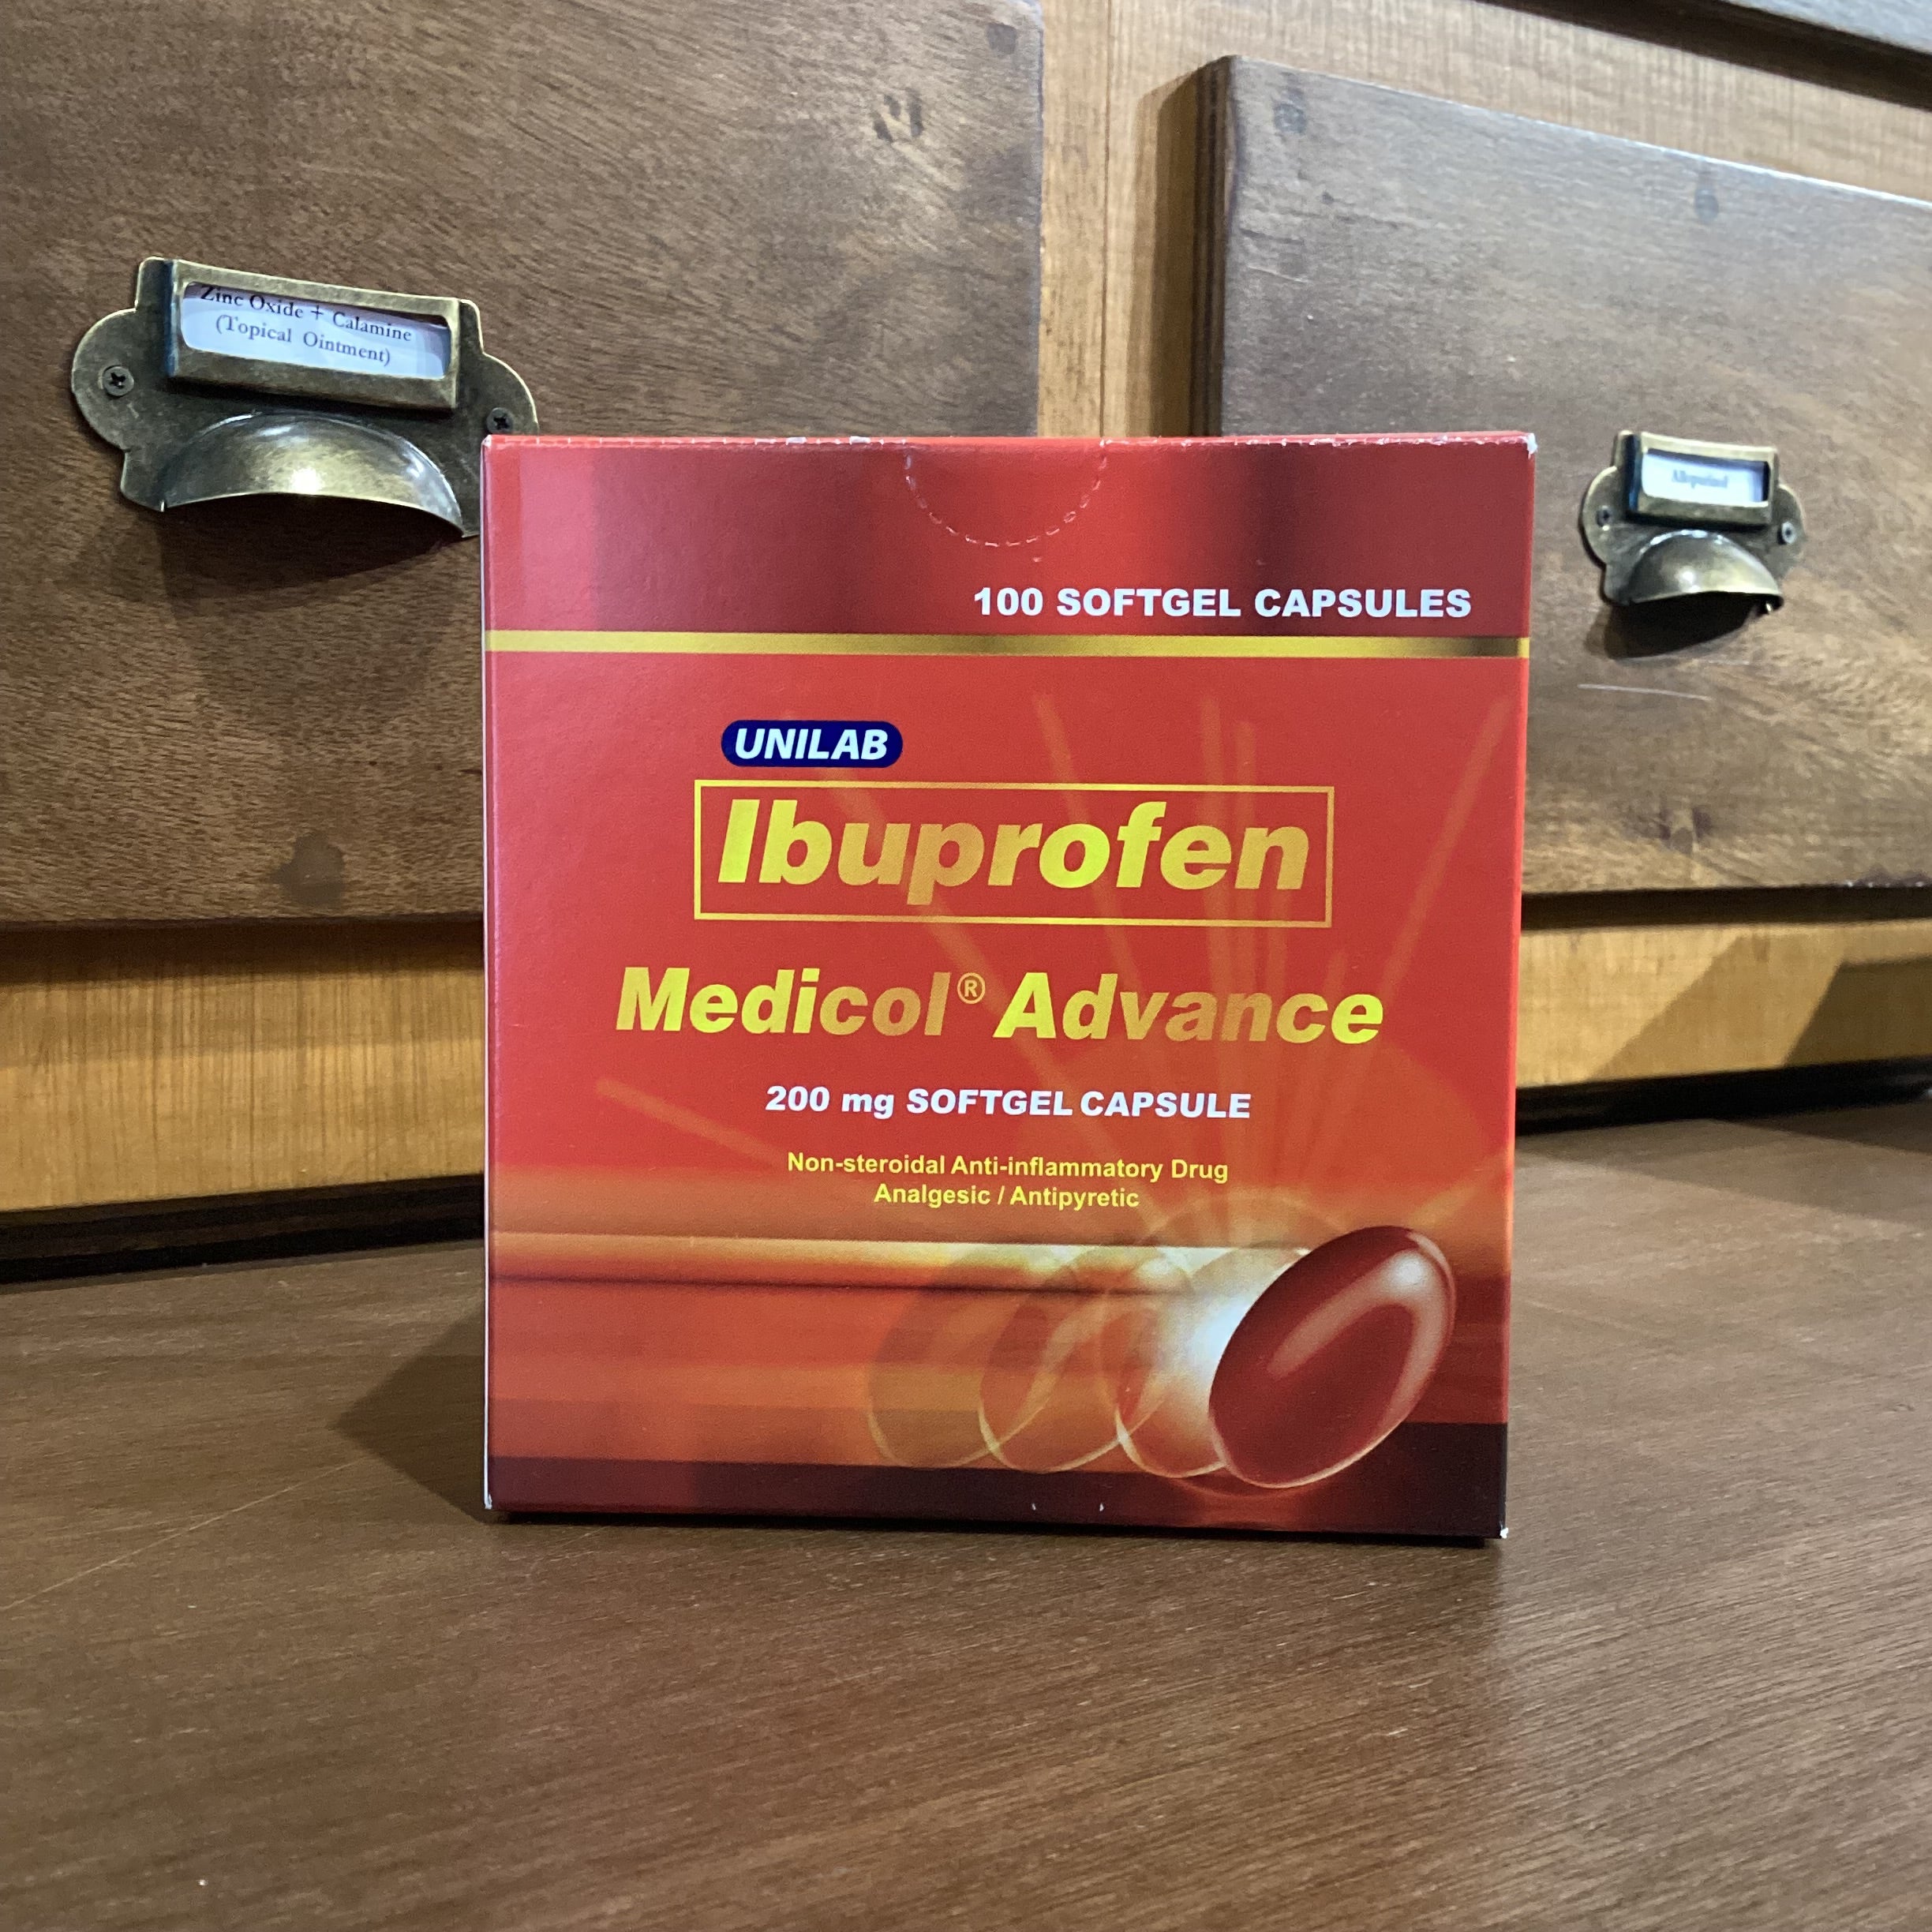 Zinc Oxide + Calamine
(Topical Ointment)
Allopurinol
100 SOFTGEL CAPSULES
UNILAB
Ibuprofen
Medicol® Advance
200 mg SOFTGEL CAPSULE
Non-steroidal Anti-inflammatory Drug
Analgesic / Antipyretic